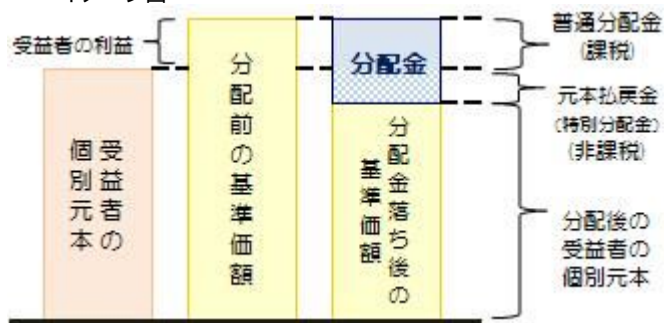 受益者の利益
受益者の
個別元本
分配前の基準価額
分配金
分配金落ち後の
基準価額
普通分配金
(課税)
元本払戻金
(特別分配金)
(非課税)
分配後の
受益者の
個別元本